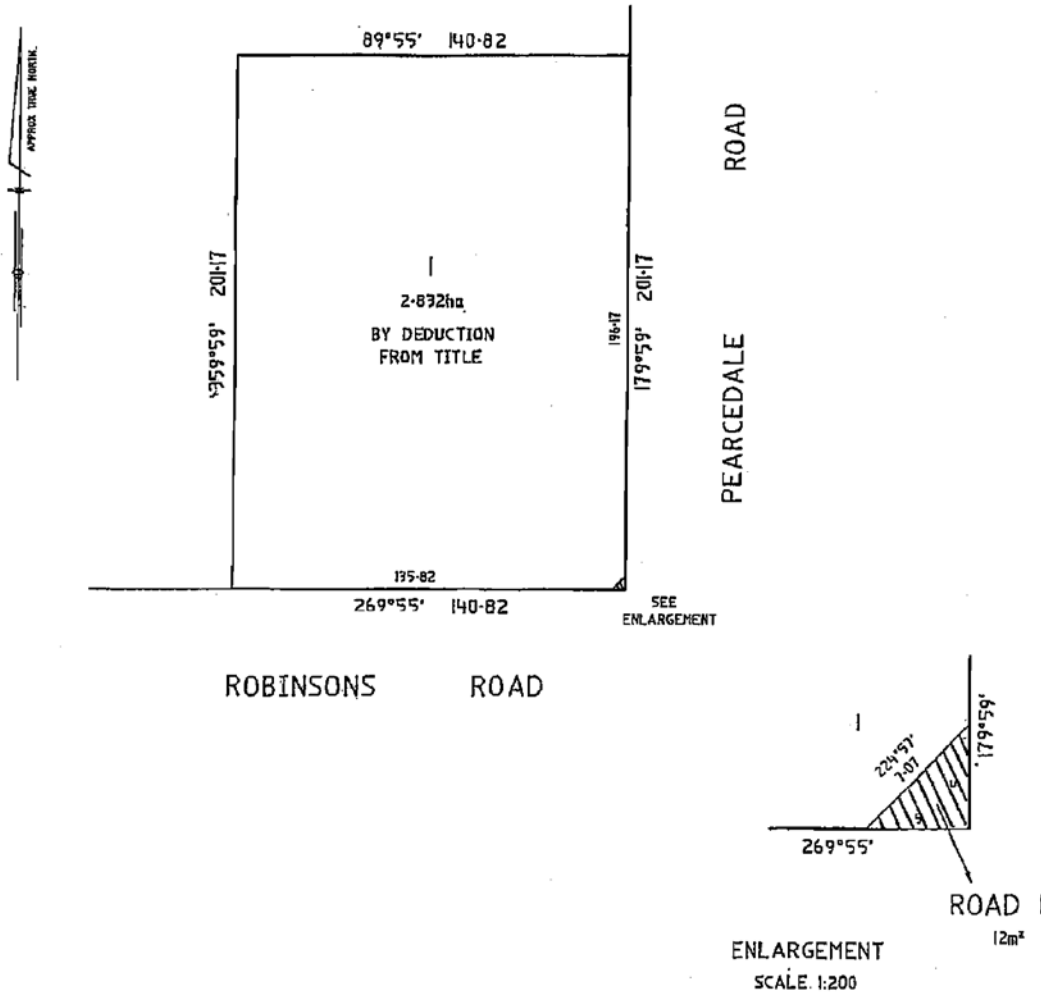 APPROX TRUE NORTH.
89°55' 140·82
ROAD
PEARCEDALE
359°59' 201·17
1
2·832ha
BY DEDUCTION
FROM TITLE
196·17
179°59' 201·17
135·82
269°55' 140·82
SEE
ENLARGEMENT
ROBINSONS ROAD
1
224°57'
7·07
179°59'
5
5
269°55'
ROAD
12m²
ENLARGEMENT
SCALE. 1:200